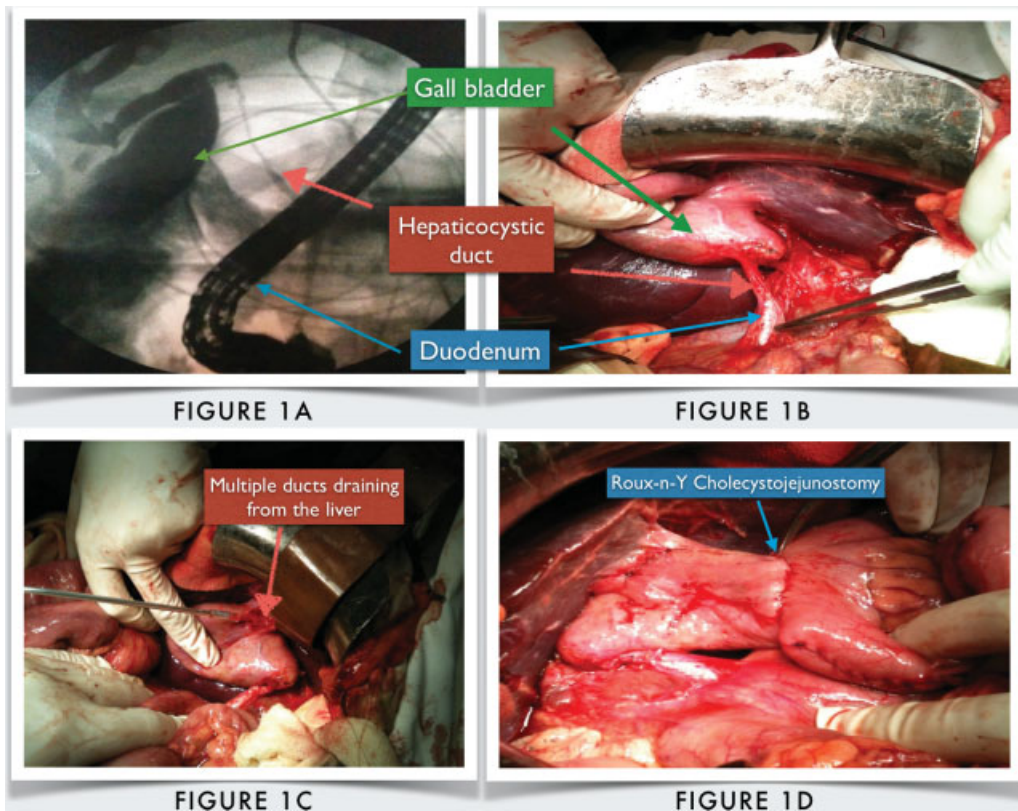 Gall bladder
Hepaticocystic
duct
Duodenum
FIGURE 1A
FIGURE 1B
Multiple ducts draining
from the liver
Roux-n-Y Cholecystojejunostomy
FIGURE 1C
FIGURE 1D